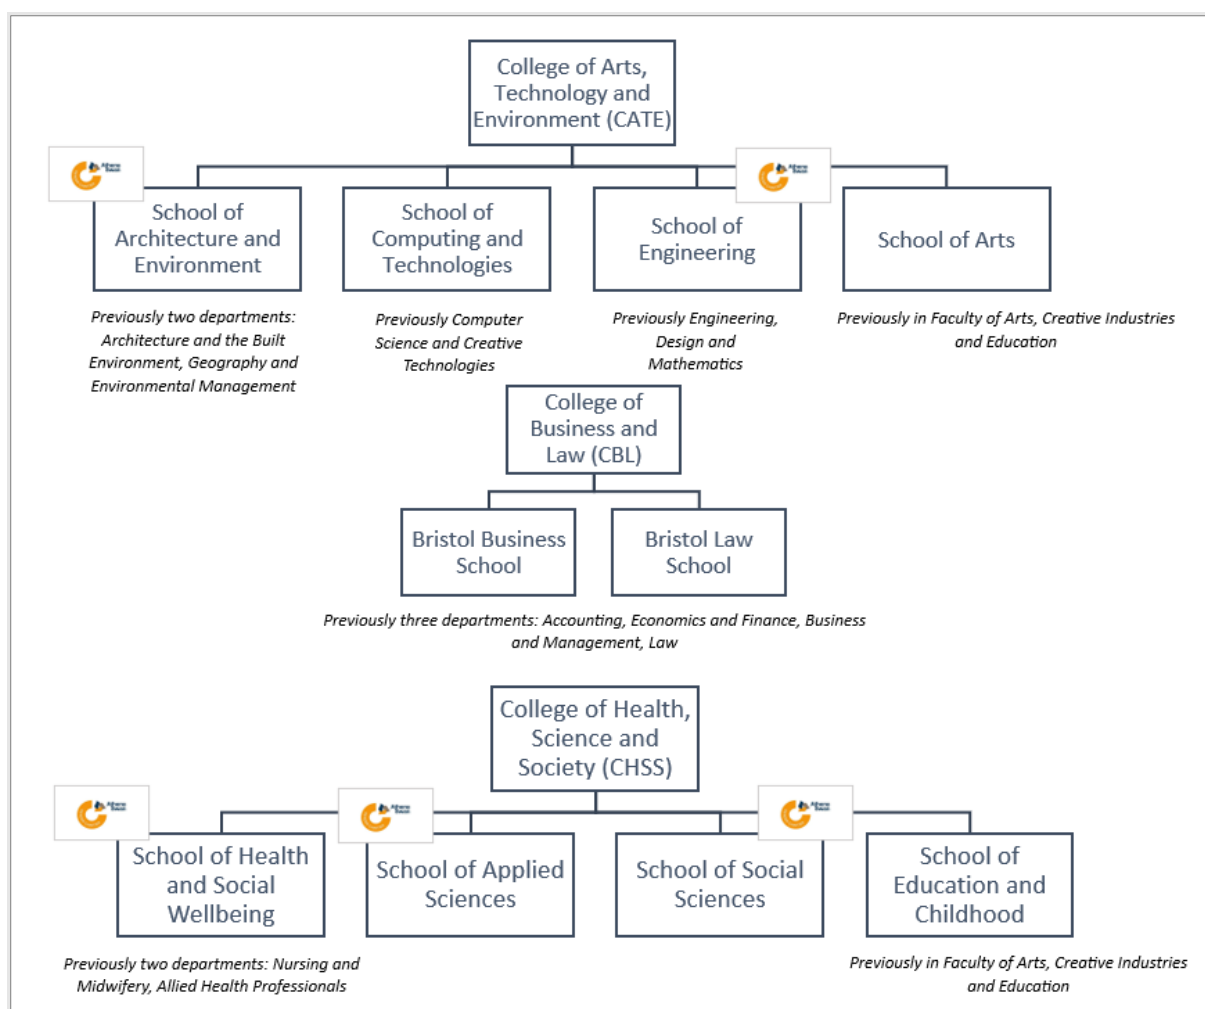 College of Arts,
Technology and
Environment (CATE)
School of
Architecture and
Environment
School of
Computing and
Technologies
School of
Engineering
School of Arts
Previously two departments:
Architecture and the Built
Environment, Geography and
Environmental Management
Previously Computer
Science and Creative
Technologies
Previously Engineering,
Design and
Mathematics
Previously in Faculty of Arts, Creative Industries
and Education
College of
Business and
Law (CBL)
Bristol Business
School
Bristol Law
School
Previously three departments: Accounting, Economics and Finance, Business
and Management, Law
College of Health,
Science and
Society (CHSS)
School of Health
and Social
Wellbeing
School of Applied
Sciences
School of Social
Sciences
School of
Education and
Childhood
Previously two departments: Nursing and
Midwifery, Allied Health Professionals
Previously in Faculty of Arts, Creative Industries
and Education